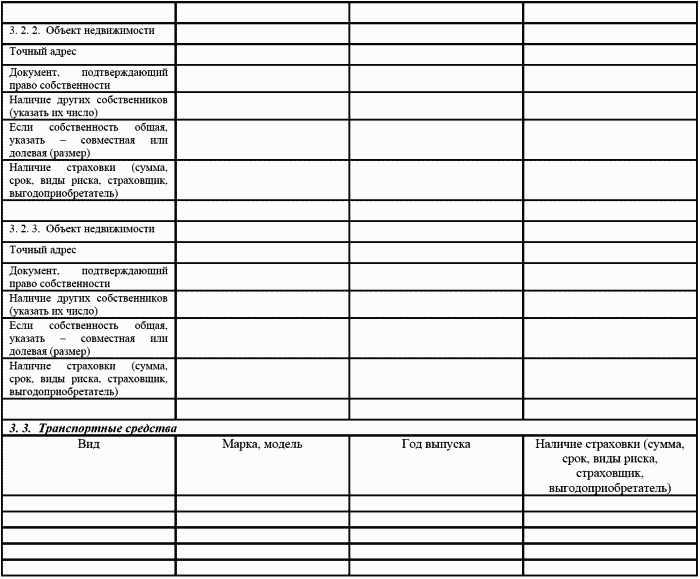 3. 2. 2. Объект недвижимости
Точный адрес
Документ, подтверждающий
право собственности
Наличие других собственников
(указать их число)
Если собственность общая,
указать – совместная или
долевая (размер)
Наличие страховки (сумма,
срок, виды риска, страховщик,
выгодоприобретатель)
3. 2. 3. Объект недвижимости
Точный адрес
Документ, подтверждающий
право собственности
Наличие других собственников
(указать их число)
Если собственность общая,
указать – совместная или
долевая (размер)
Наличие страховки (сумма,
срок, виды риска, страховщик,
выгодоприобретатель)
3. 3. Транспортные средства
Вид
Марка, модель
Год выпуска
Наличие страховки (сумма,
срок, виды риска,
страховщик,
выгодоприобретатель)